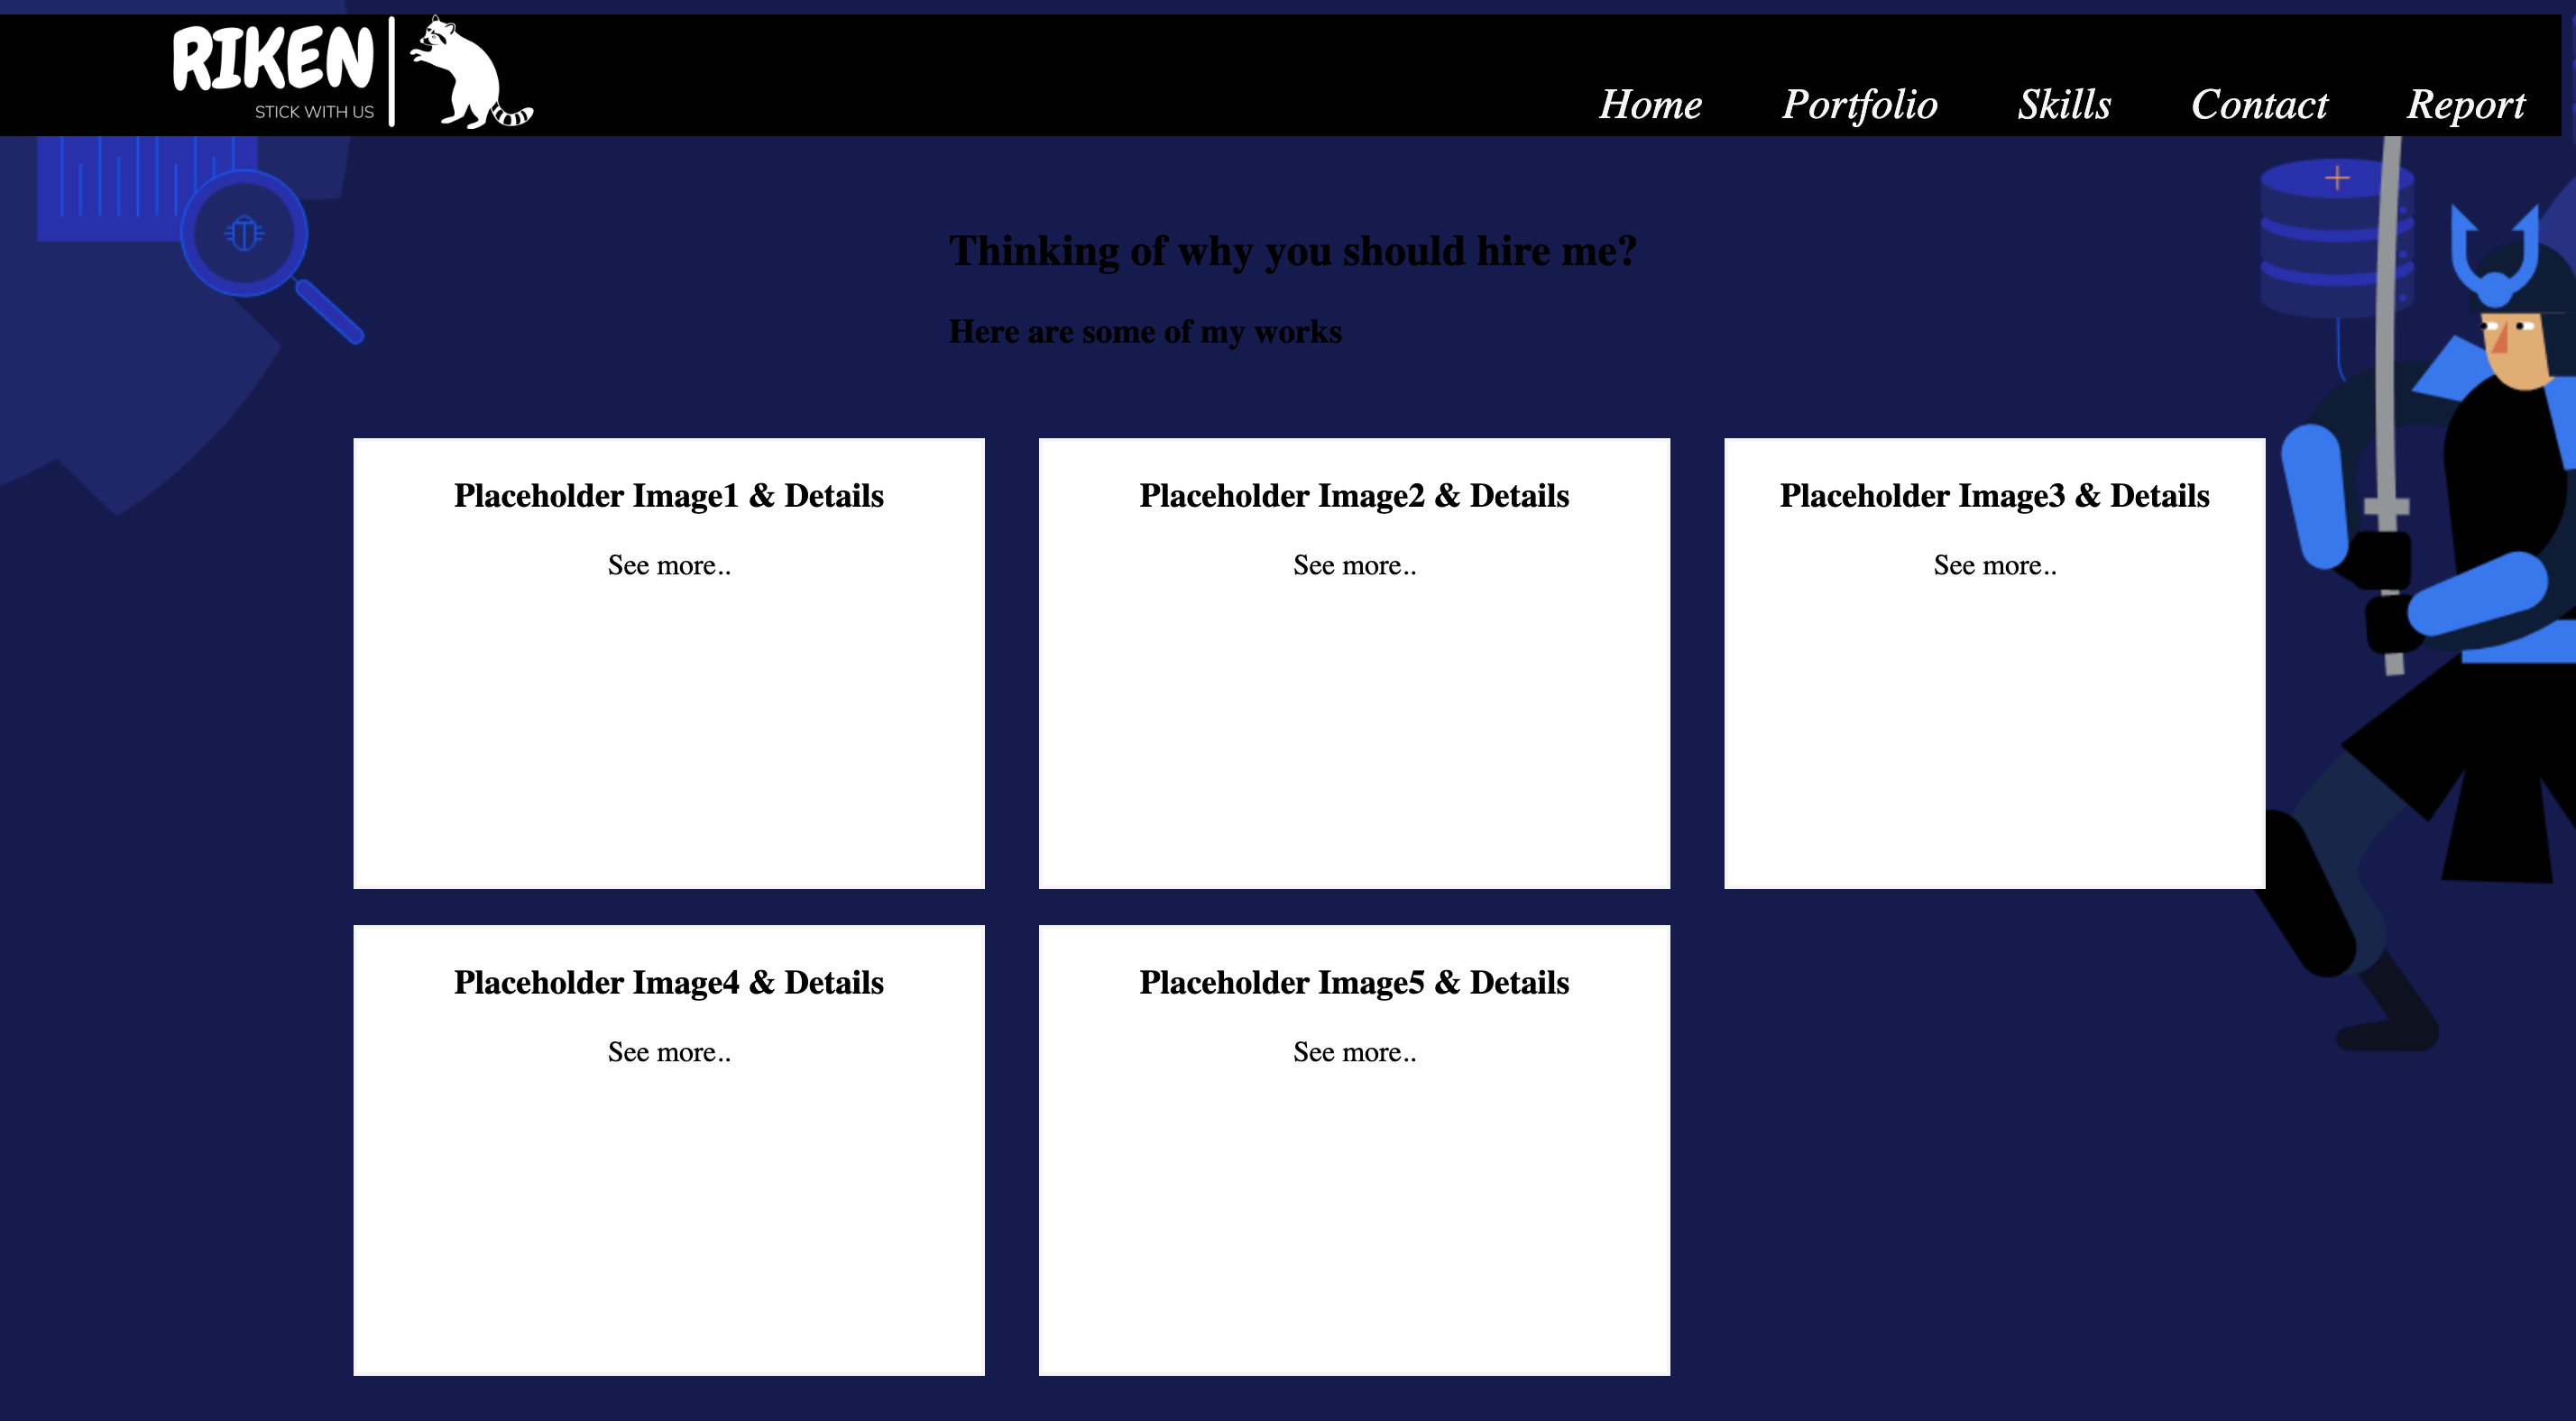 RIKEN
STICK WITH US
Home Portfolio Skills Contact Report
Thinking of why you should hire me?
Here are some of my works
Placeholder Image1 & Details
See more..
Placeholder Image2 & Details
See more..
Placeholder Image3 & Details
See more..
Placeholder Image4 & Details
See more..
Placeholder Image5 & Details
See more..